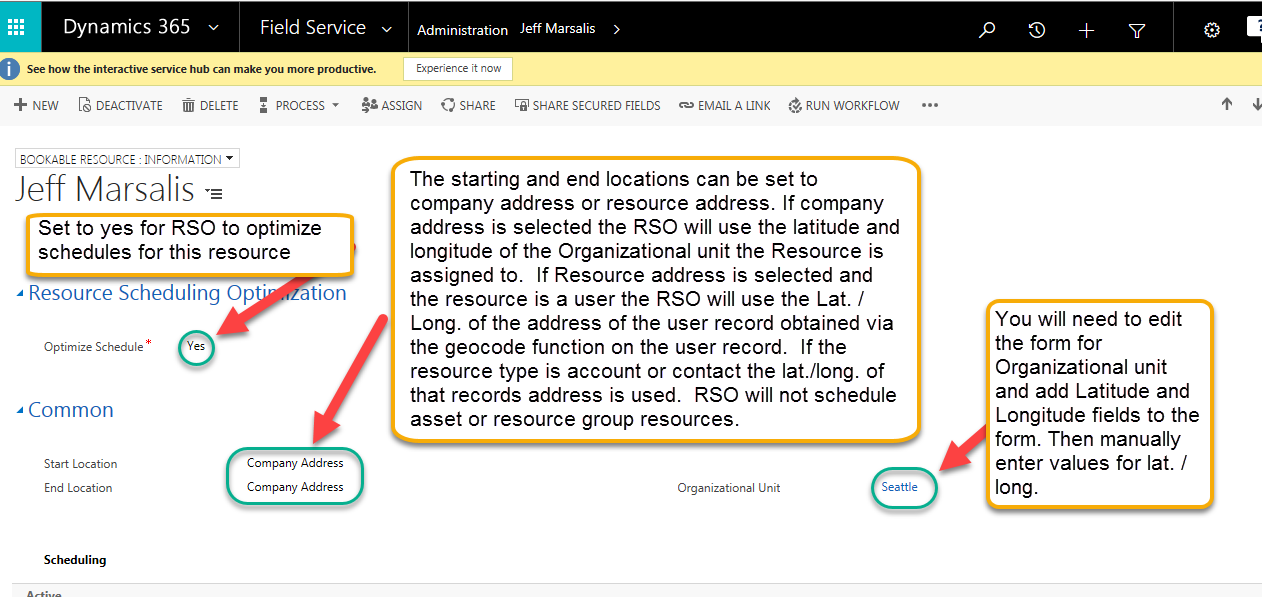 Dynamics 365 Field Service Administration Jeff Marsalis
See how the interactive service hub can make you more productive. Experience it now
NEW DEACTIVATE DELETE PROCESS ASSIGN SHARE SHARE SECURED FIELDS EMAIL A LINK RUN WORKFLOW
BOOKABLE RESOURCE : INFORMATION
Jeff Marsalis
Set to yes for RSO to optimize
schedules for this resource
The starting and end locations can be set to
company address or resource address. If company
address is selected the RSO will use the latitude and
longitude of the Organizational unit the Resource is
assigned to.  If Resource address is selected and
the resource is a user the RSO will use the Lat. /
Long. of the address of the user record obtained via
the geocode function on the user record.  If the
resource type is account or contact the lat./long. of
that records address is used.  RSO will not schedule
asset or resource group resources.
Resource Scheduling Optimization
Optimize Schedule* Yes
You will need to edit
the form for
Organizational unit
and add Latitude and
Longitude fields to the
form. Then manually
enter values for lat. /
long.
Common
Start Location Company Address
End Location Company Address
Organizational Unit Seattle
Scheduling
Active